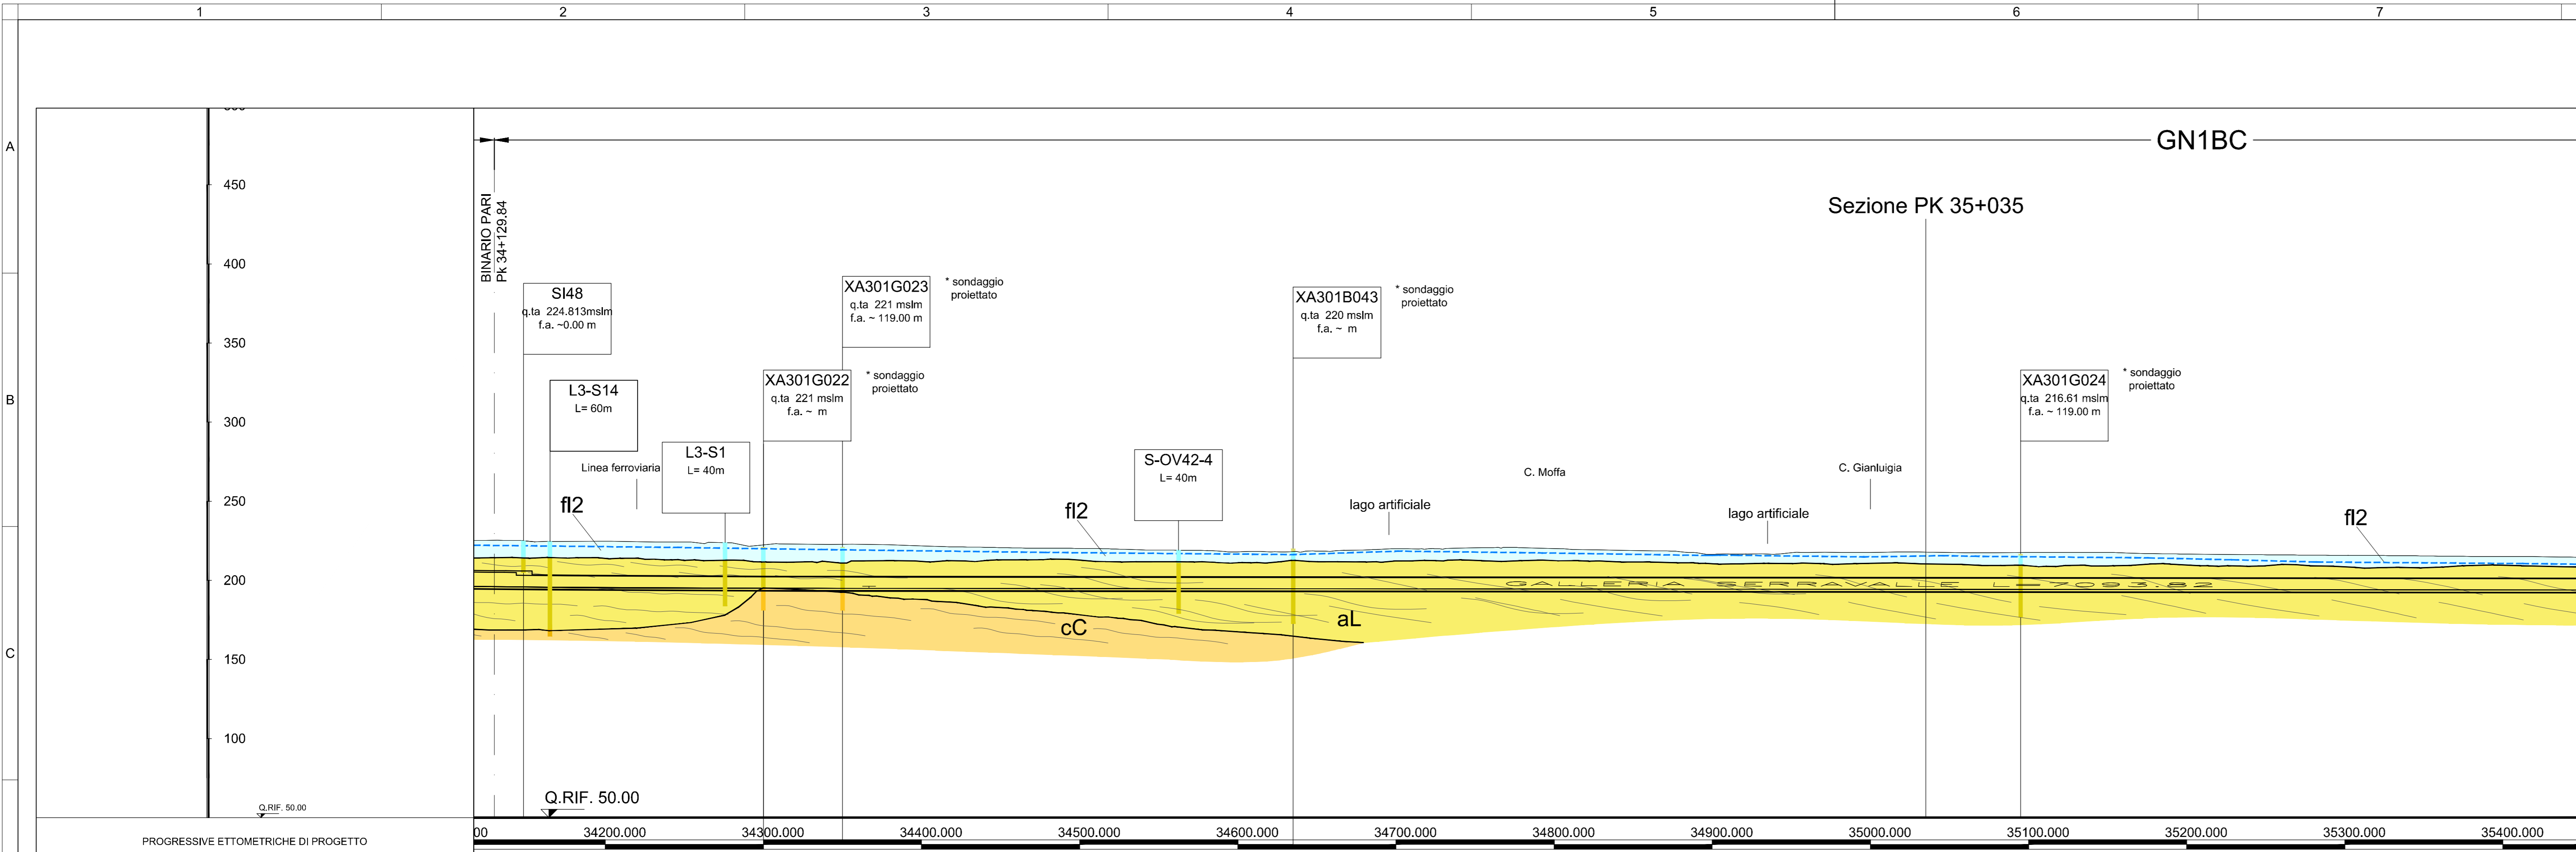 1 2 3 4 5 6 7
A
B
C
GN1BC
450
400
350
300
250
200
150
100
BINARIO PARI
Pk 34+129.84
Sezione PK 35+035
SI48
q.ta 224.813mslm
f.a. ~0.00 m
L3-S14
L= 60m
Linea ferroviaria
L3-S1
L= 40m
XA301G022
q.ta 221 mslm
f.a. ~ m
* sondaggio
proiettato
XA301G023
q.ta 221 mslm
f.a. ~ 119.00 m
* sondaggio
proiettato
S-OV42-4
L= 40m
XA301B043
q.ta 220 mslm
f.a. ~ m
* sondaggio
proiettato
lago artificiale
C. Moffa
lago artificiale
C. Gianluigia
XA301G024
q.ta 216.61 mslm
f.a. ~ 119.00 m
* sondaggio
proiettato
fl2
fl2
fl2
GALLERIA SERRAVALLE L=7093.82
cC
aL
Q.RIF. 50.00
Q.RIF. 50.00
PROGRESSIVE ETTOMETRICHE DI PROGETTO
00 34200.000 34300.000 34400.000 34500.000 34600.000 34700.000 34800.000 34900.000 35000.000 35100.000 35200.000 35300.000 35400.000